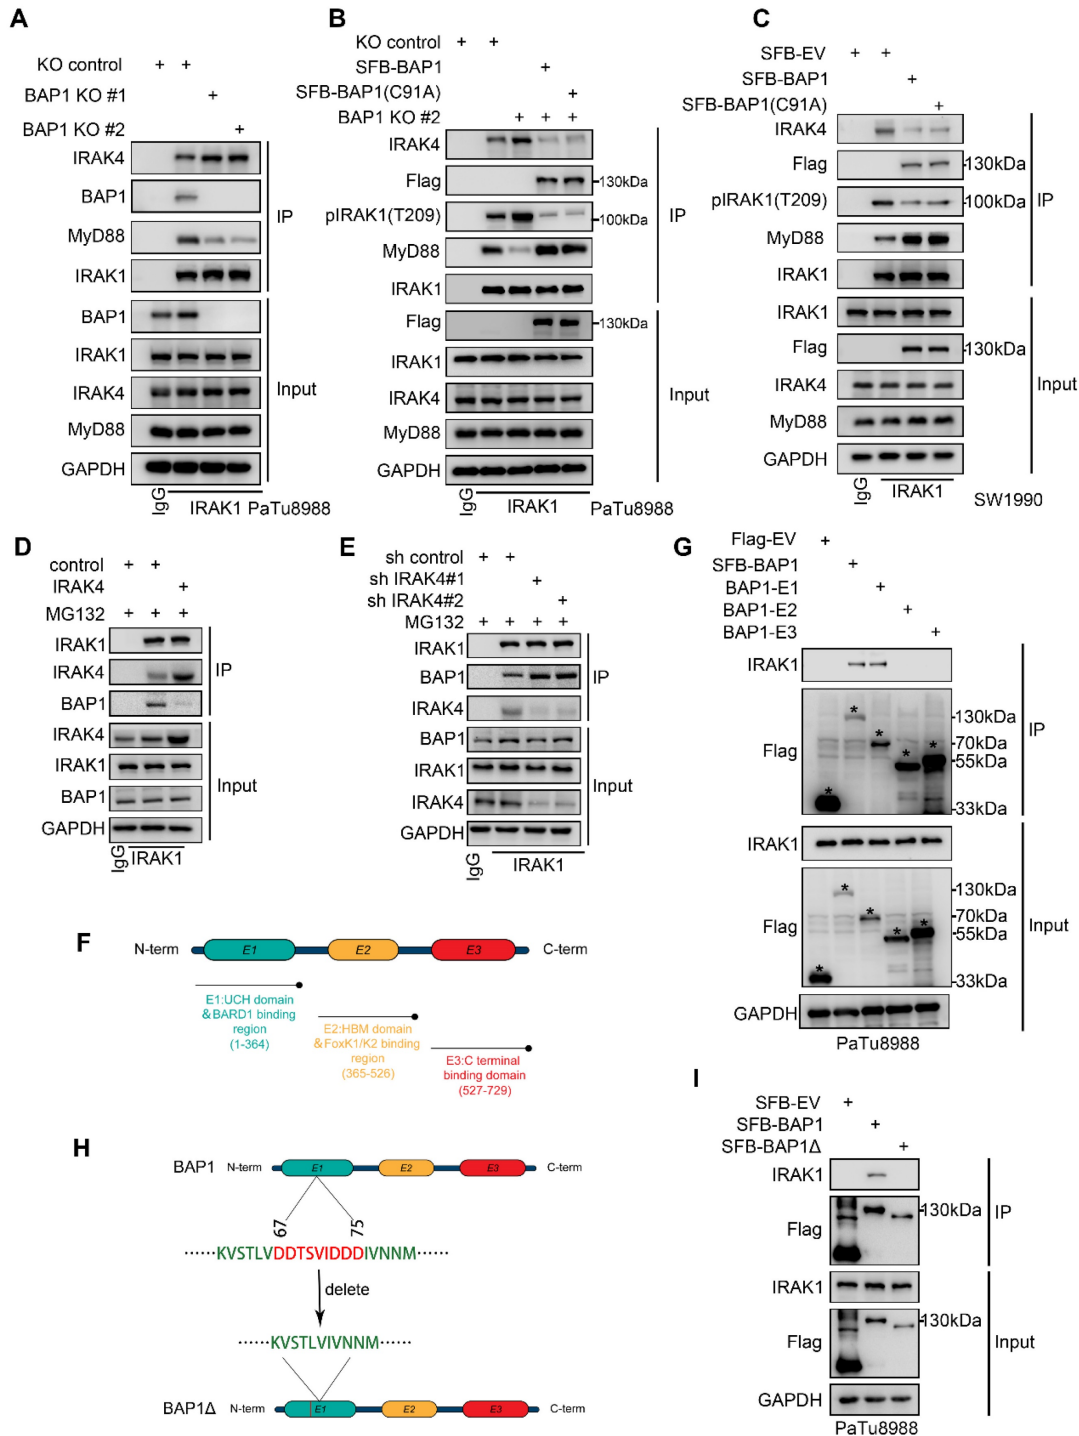 A
KO control + +
BAP1 KO #1 +
BAP1 KO #2 +
IRAK4
BAP1
MyD88
IRAK1
IP
BAP1
IRAK1
IRAK4
MyD88
GAPDH
Input
IgG
IRAK1 PaTu8988
B
KO control + +
SFB-BAP1 +
SFB-BAP1(C91A) +
BAP1 KO #2 + + +
IRAK4
Flag 130kDa
pIRAK1(T209) 100kDa
MyD88
IRAK1
IP
Flag 130kDa
IRAK1
IRAK4
MyD88
GAPDH
Input
IgG
IRAK1 PaTu8988
C
SFB-EV + +
SFB-BAP1 +
SFB-BAP1(C91A) +
IRAK4
Flag 130kDa
pIRAK1(T209) 100kDa
MyD88
IRAK1
IP
IRAK1
Flag 130kDa
IRAK4
MyD88
GAPDH
Input
IgG
IRAK1
SW1990
D
control + +
IRAK4 +
MG132 + + +
IRAK1
IRAK4
BAP1
IP
IRAK4
IRAK1
BAP1
GAPDH
Input
IgG
IRAK1
E
sh control + +
sh IRAK4#1 +
sh IRAK4#2 +
MG132 + + + +
IRAK1
BAP1
IRAK4
IP
BAP1
IRAK1
IRAK4
GAPDH
Input
IgG
IRAK1
F
N-term E1 E2 E3 C-term
E1:UCH domain
&BARD1 binding
region
(1-364)
E2:HBM domain
&FoxK1/K2 binding
region
(365-526)
E3:C terminal
binding domain
(527-729)
G
Flag-EV +
SFB-BAP1 +
BAP1-E1 +
BAP1-E2 +
BAP1-E3 +
IRAK1
Flag
* * * * *
130kDa
70kDa
55kDa
33kDa
IP
IRAK1
Flag
* * * * *
130kDa
70kDa
55kDa
33kDa
GAPDH
Input
PaTu8988
H
BAP1 N-term E1 E2 E3 C-term
67 75
······KVSTLVDDTSVIDDDIVNNM······
delete
······KVSTLVIVNNM······
BAP1Δ N-term E1 E2 E3 C-term
I
SFB-EV +
SFB-BAP1 +
SFB-BAP1Δ +
IRAK1
Flag 130kDa
IP
IRAK1
Flag 130kDa
GAPDH
Input
PaTu8988